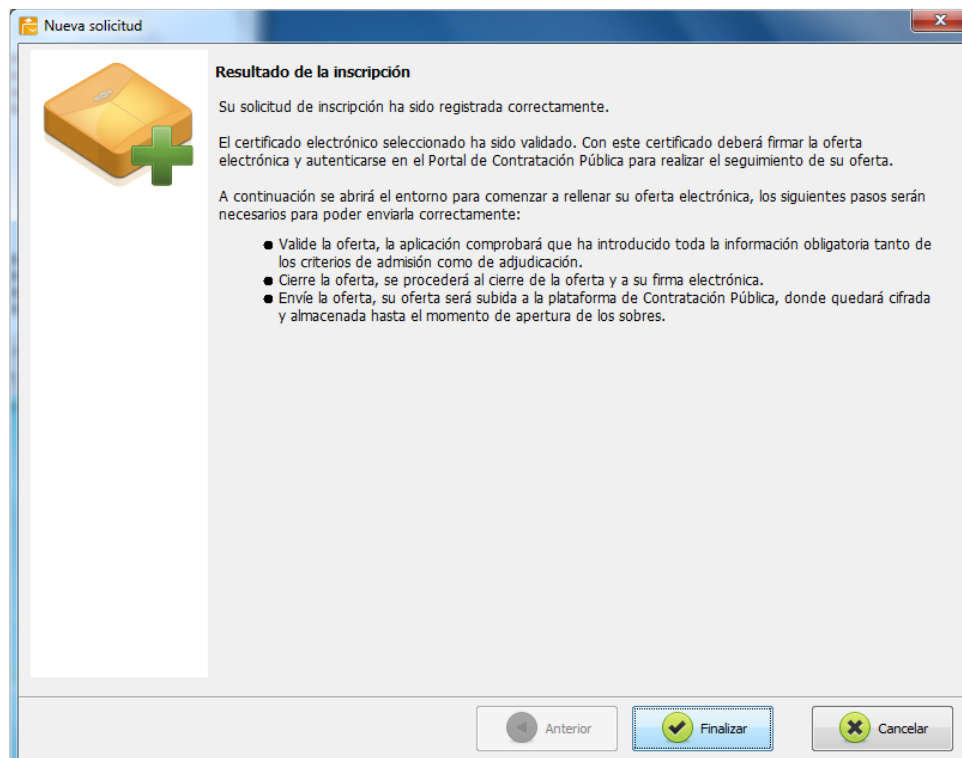 Nueva solicitud
Resultado de la inscripción
Su solicitud de inscripción ha sido registrada correctamente.
El certificado electrónico seleccionado ha sido validado. Con este certificado deberá firmar la oferta
electrónica y autenticarse en el Portal de Contratación Pública para realizar el seguimiento de su oferta.
A continuación se abrirá el entorno para comenzar a rellenar su oferta electrónica, los siguientes pasos serán
necesarios para poder enviarla correctamente:
● Valide la oferta, la aplicación comprobará que ha introducido toda la información obligatoria tanto de
los criterios de admisión como de adjudicación.
● Cierre la oferta, se procederá al cierre de la oferta y a su firma electrónica.
● Envíe la oferta, su oferta será subida a la plataforma de Contratación Pública, donde quedará cifrada
y almacenada hasta el momento de apertura de los sobres.
Anterior
Finalizar
Cancelar